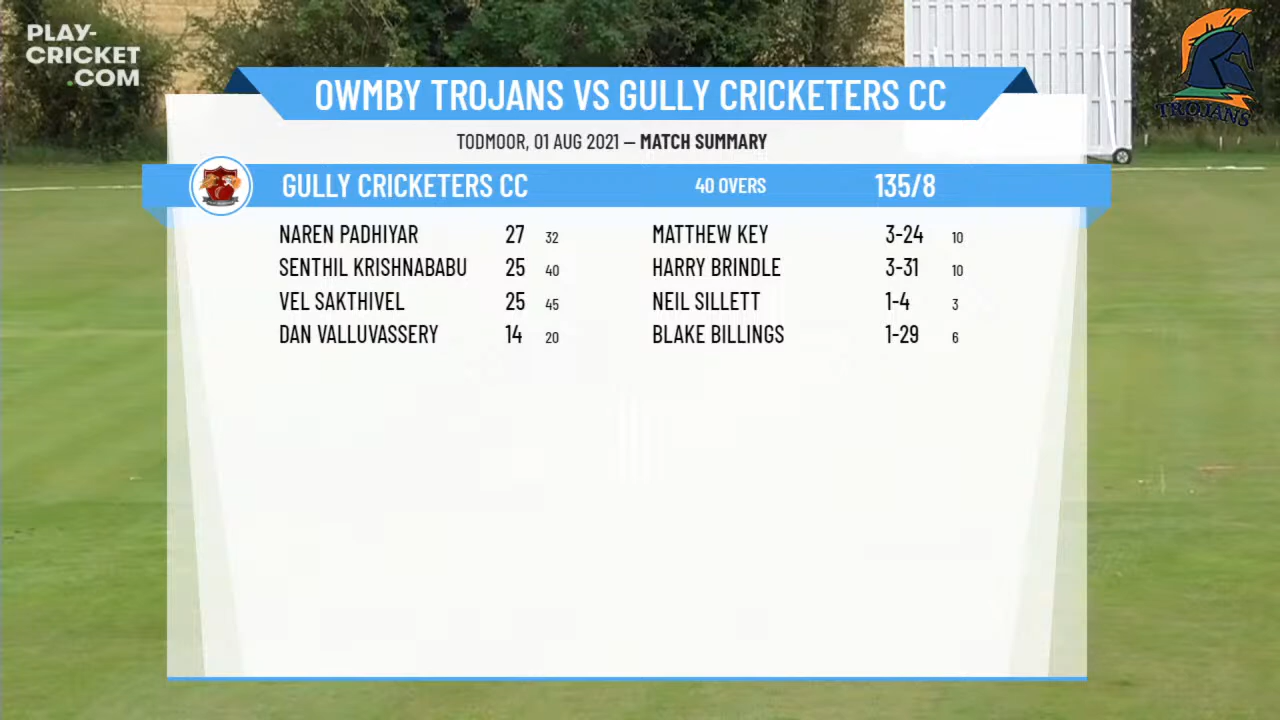 PLAY-
CRICKET
.COM
TROJANS
OWMBY TROJANS VS GULLY CRICKETERS CC
TODMOOR, 01 AUG 2021 – MATCH SUMMARY
GULLY CRICKETERS CC 40 OVERS 135/8
NAREN PADHIYAR 27 32 MATTHEW KEY 3-24 10
SENTHIL KRISHNABABU 25 40 HARRY BRINDLE 3-31 10
VEL SAKTHIVEL 25 45 NEIL SILLETT 1-4 3
DAN VALLUVASSERY 14 20 BLAKE BILLINGS 1-29 6